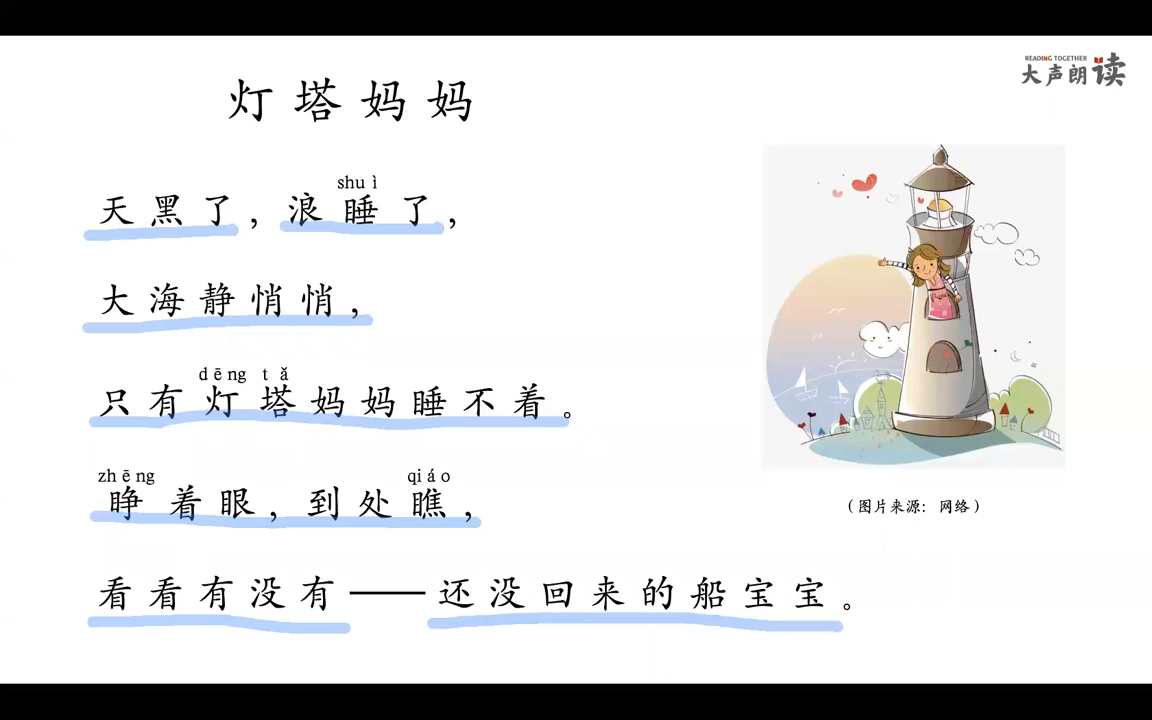 READING TOGETHER
大声朗读
灯塔妈妈
shuì
天黑了，浪睡了，
大海静悄悄，
dēng tǎ
只有灯塔妈妈睡不着。
zhēng qiáo
睁着眼，到处瞧，
看看有没有——还没回来的船宝宝。
（图片来源：网络）